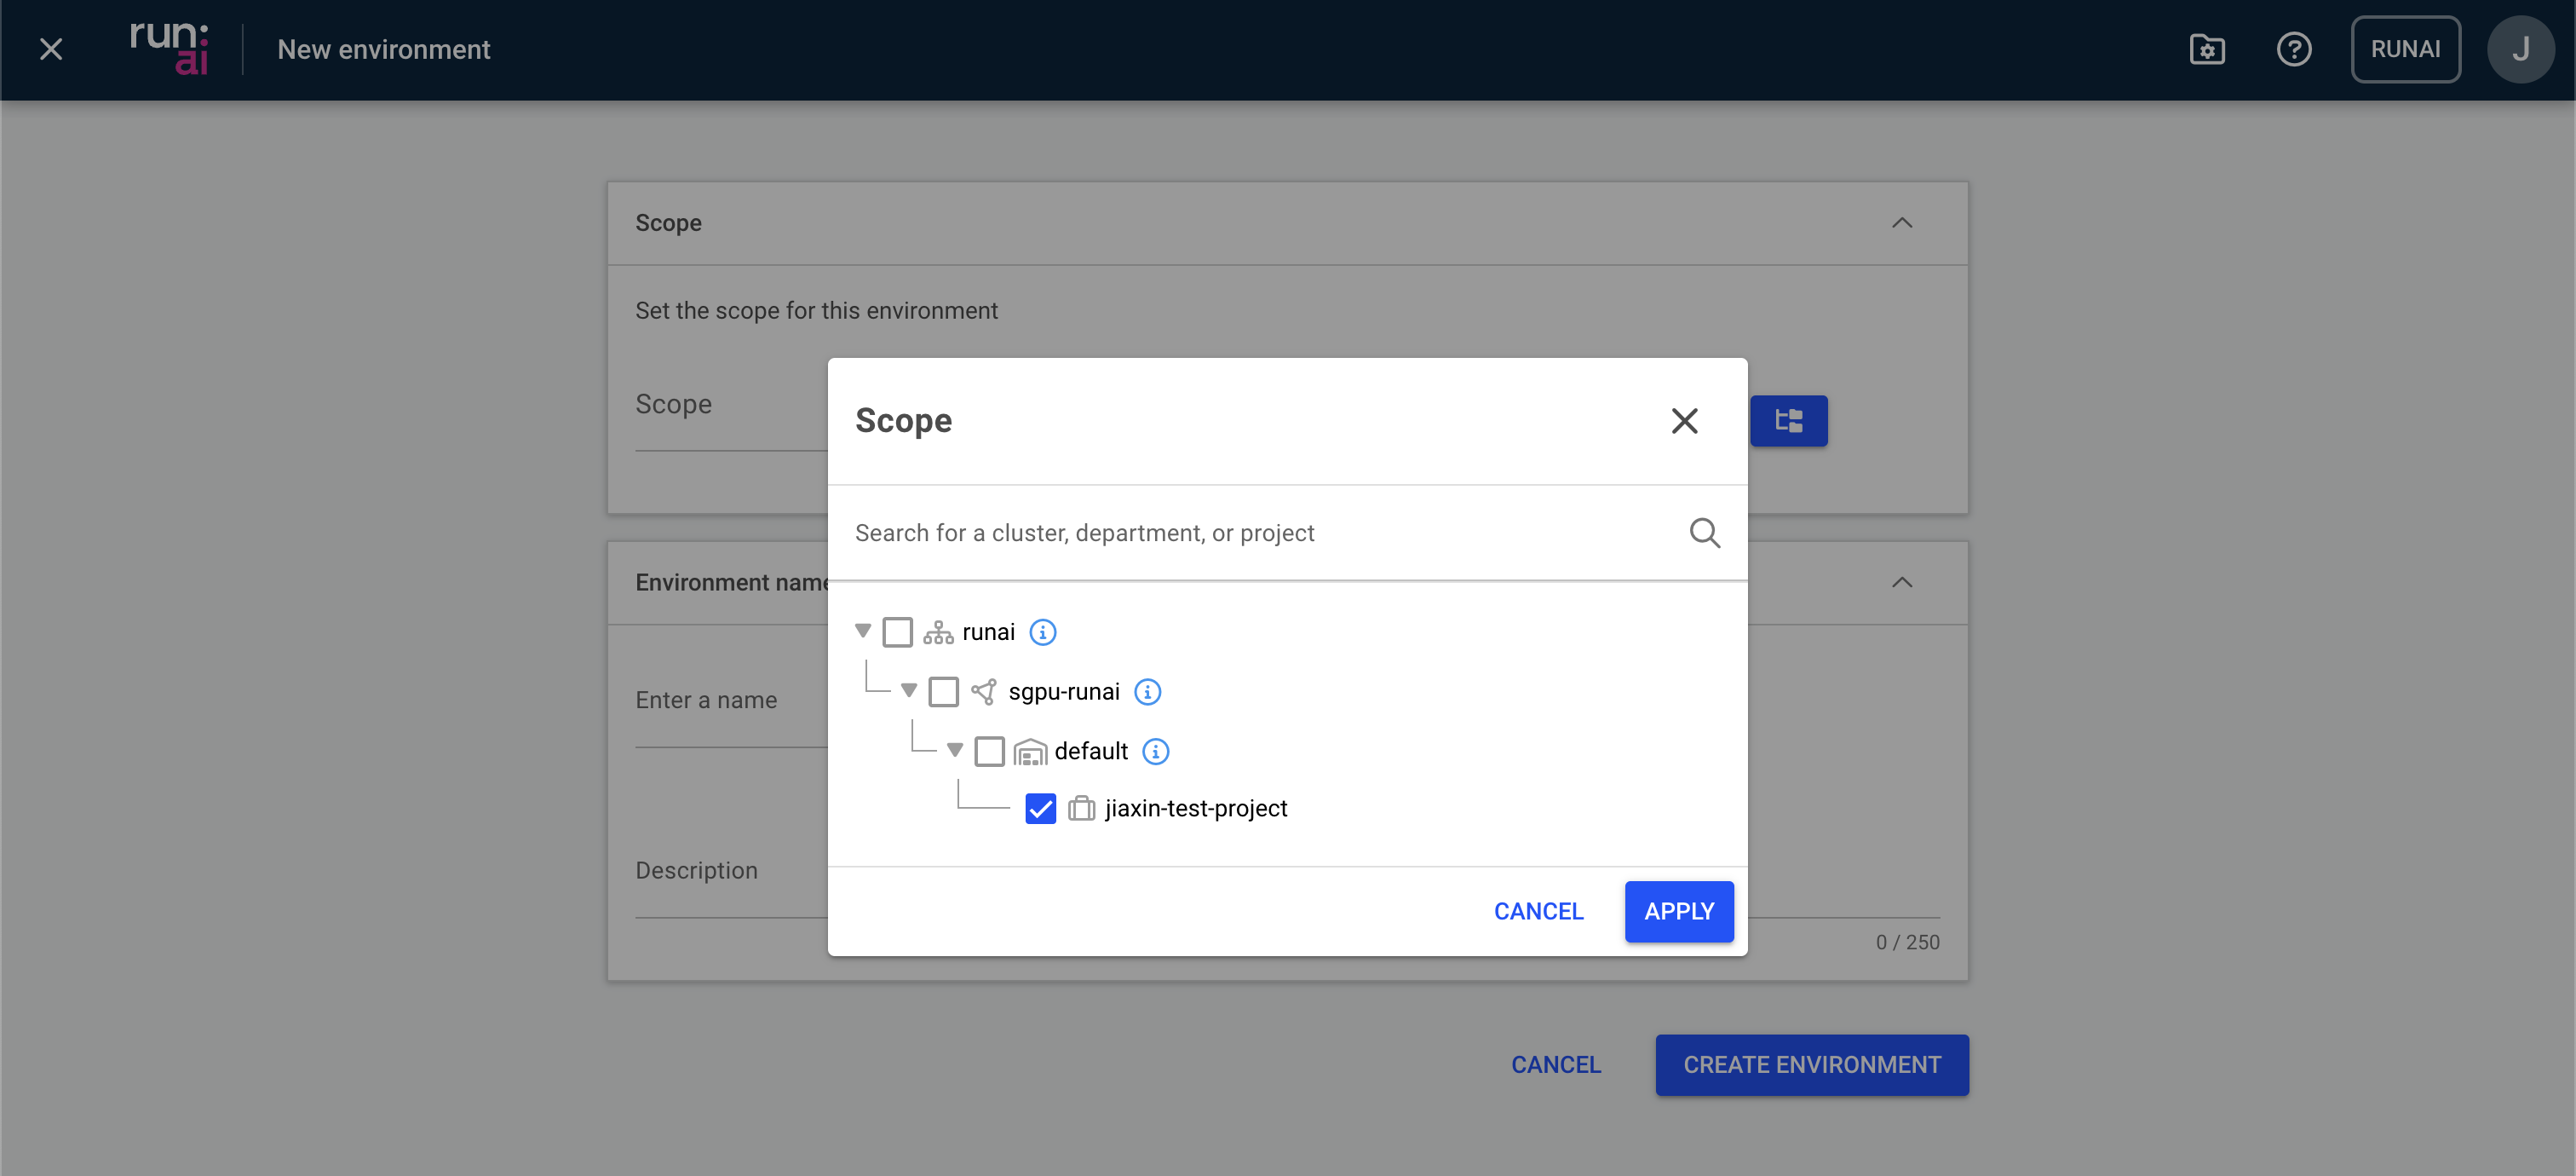 run:
ai
New environment
RUNAI
J
Scope
Set the scope for this environment
Scope
Scope
Search for a cluster, department, or project
Environment name
runai
sgpu-runai
Enter a name
default
jiaxin-test-project
Description
CANCEL
APPLY
0 / 250
CANCEL
CREATE ENVIRONMENT